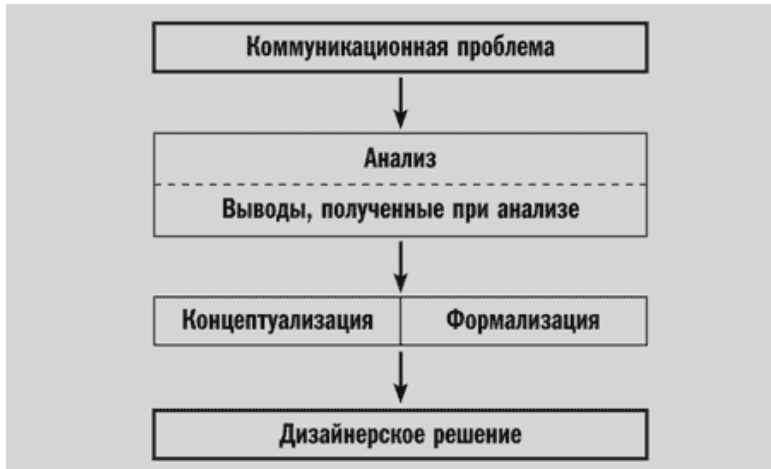 Коммуникационная проблема
Анализ
Выводы, полученные при анализе
Концептуализация
Формализация
Дизайнерское решение